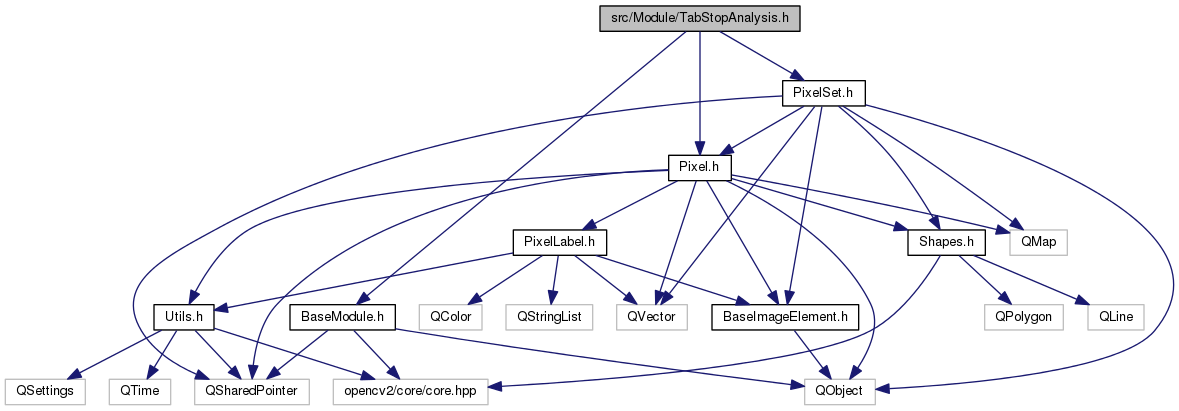 src/Module/TabStopAnalysis.h
PixelSet.h
Pixel.h
PixelLabel.h
Shapes.h
QMap
Utils.h
BaseModule.h
QColor
QStringList
QVector
BaseImageElement.h
QPolygon
QLine
QSettings
QTime
QSharedPointer
opencv2/core/core.hpp
QObject